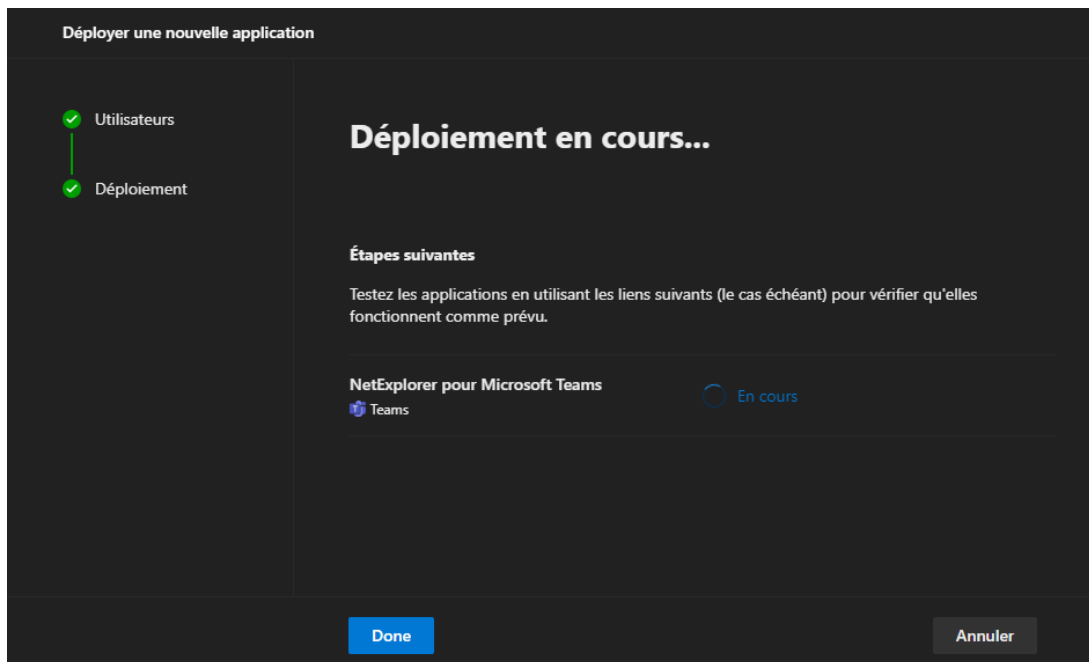 Déployer une nouvelle application
Utilisateurs
Déploiement
Déploiement en cours...
Étapes suivantes
Testez les applications en utilisant les liens suivants (le cas échéant) pour vérifier qu'elles
fonctionnent comme prévu.
NetExplorer pour Microsoft Teams
Teams
En cours
Done
Annuler